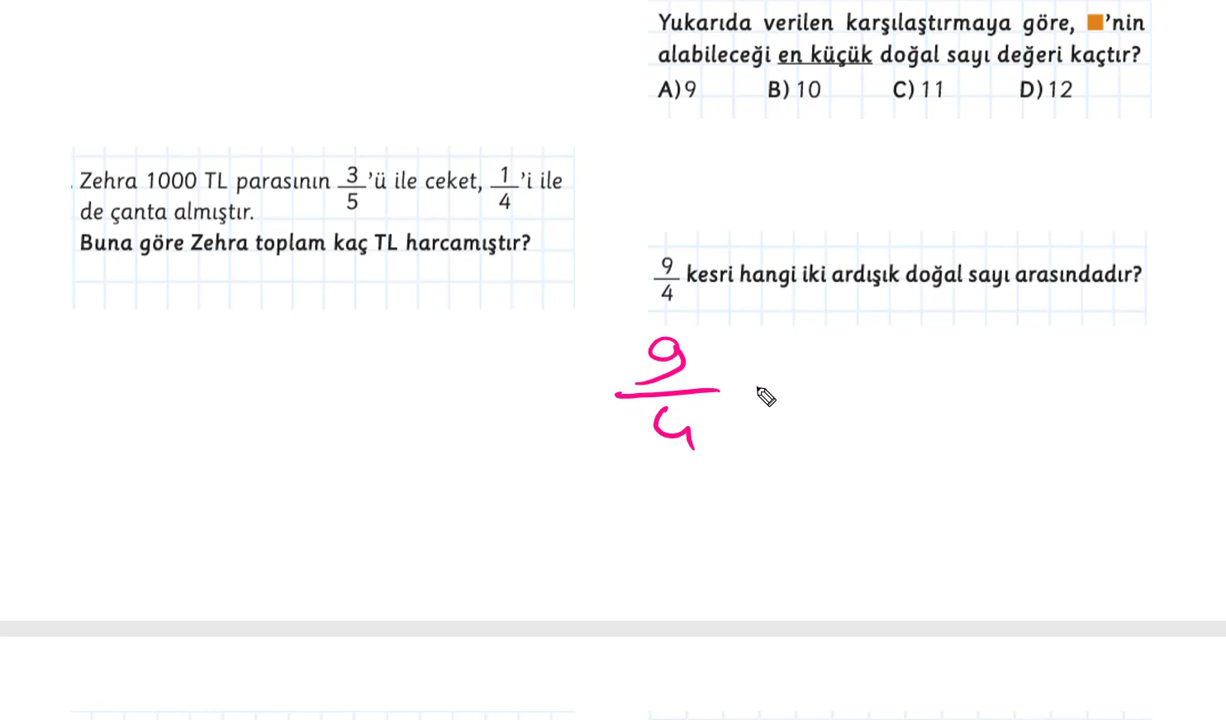 Yukarıda verilen karşılaştırmaya göre, 🟧'nin
alabileceği en küçük doğal sayı değeri kaçtır?
A) 9 B) 10 C) 11 D) 12
Zehra 1000 TL parasının 3/5'ü ile ceket, 1/4'i ile
de çanta almıştır.
Buna göre Zehra toplam kaç TL harcamıştır?
9/4 kesri hangi iki ardışık doğal sayı arasındadır?
9/4